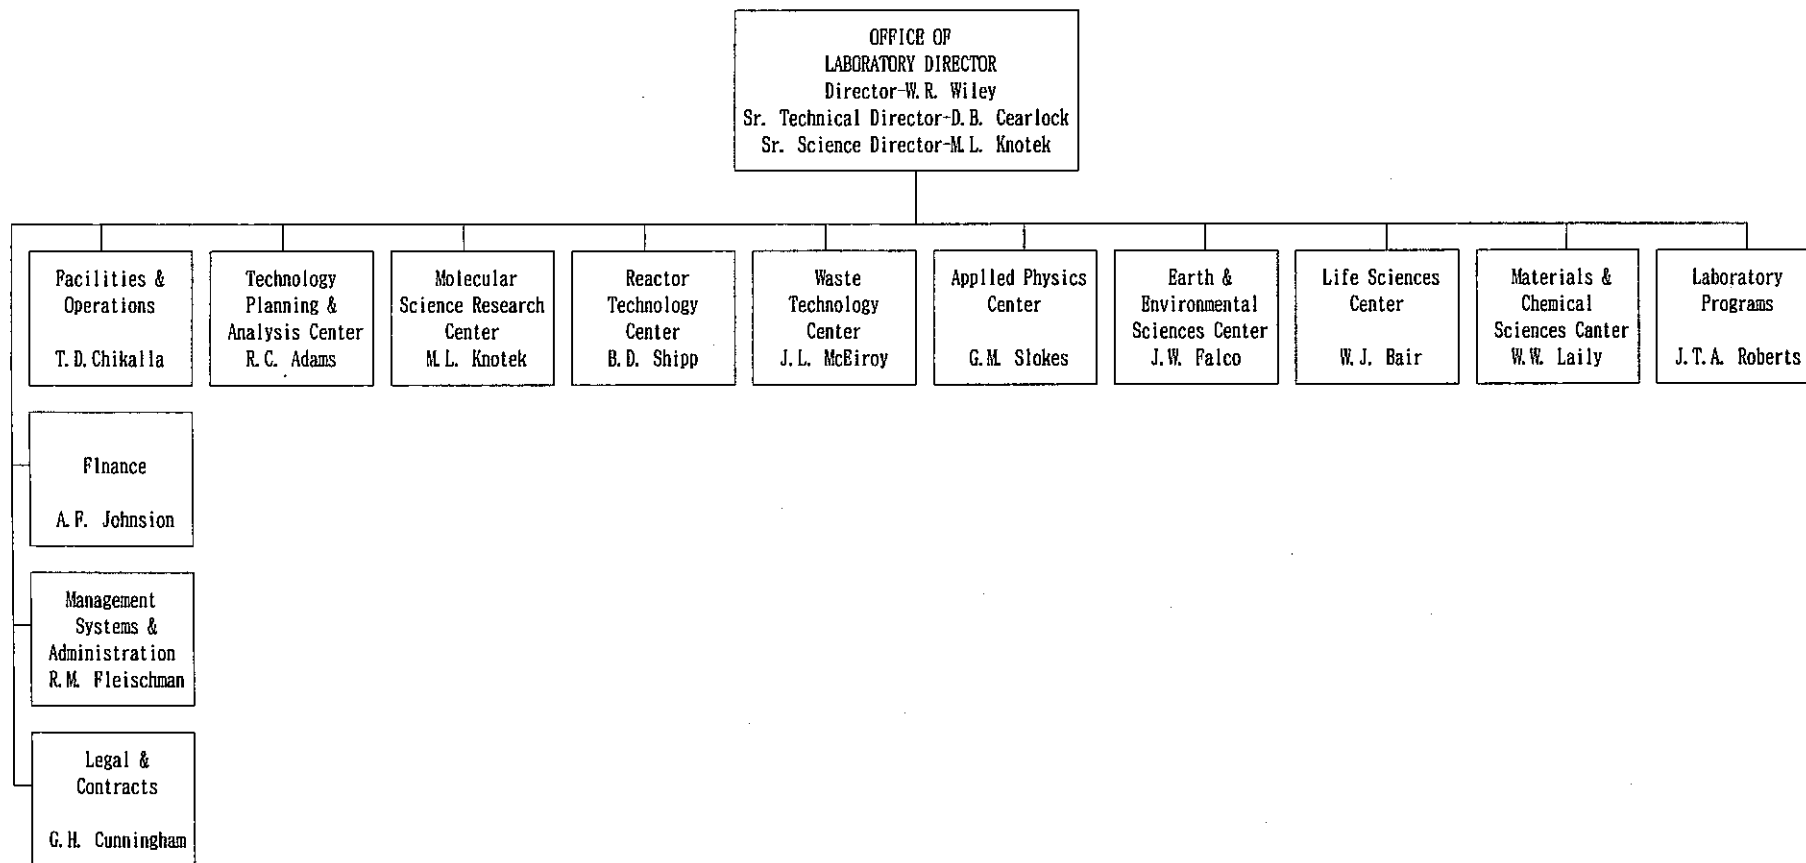 OFFICE OF
LABORATORY DIRECTOR
Director-W.R. Wiley
Sr. Technical Director-D.B. Cearlock
Sr. Science Director-M.L. Knotek
Facilities &
Operations
T.D.Chikalla
Technology
Planning &
Analysis Center
R.C. Adams
Molecular
Science Research
Center
M.L. Knotek
Reactor
Technology
Center
B.D. Shipp
Waste
Technology
Center
J.L. McEiroy
Applled Physics
Center
G.M. Slokes
Earth &
Environmental
Sciences Center
J.W. Falco
Life Sciences
Center
W.J. Bair
Materials &
Chemical
Sciences Canter
W.W. Laily
Laboratory
Programs
J.T.A. Roberts
Flnance
A.F. Johnsion
Management
Systems &
Administration
R.M. Fleischman
Legal &
Contracts
G.H. Cunningham